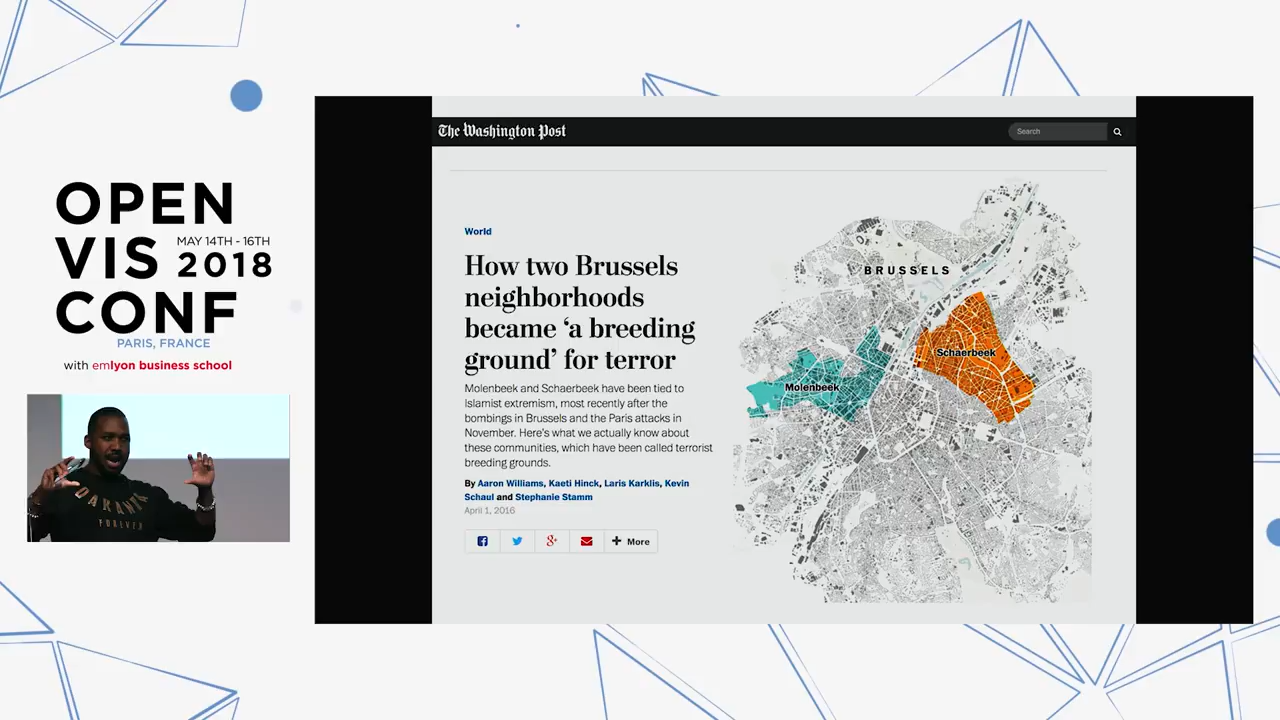 OPEN
VIS MAY 14TH - 16TH
2018
CONF
PARIS, FRANCE
with emlyon business school
The Washington Post
Search
World
How two Brussels
neighborhoods
became ‘a breeding
ground’ for terror
Molenbeek and Schaerbeek have been tied to
Islamist extremism, most recently after the
bombings in Brussels and the Paris attacks in
November. Here's what we actually know about
these communities, which have been called terrorist
breeding grounds.
By Aaron Williams, Kaeti Hinck, Laris Karklis, Kevin
Schaul and Stephanie Stamm
April 1, 2016
More
BRUSSELS
Schaerbeek
Molenbeek
FOREVER